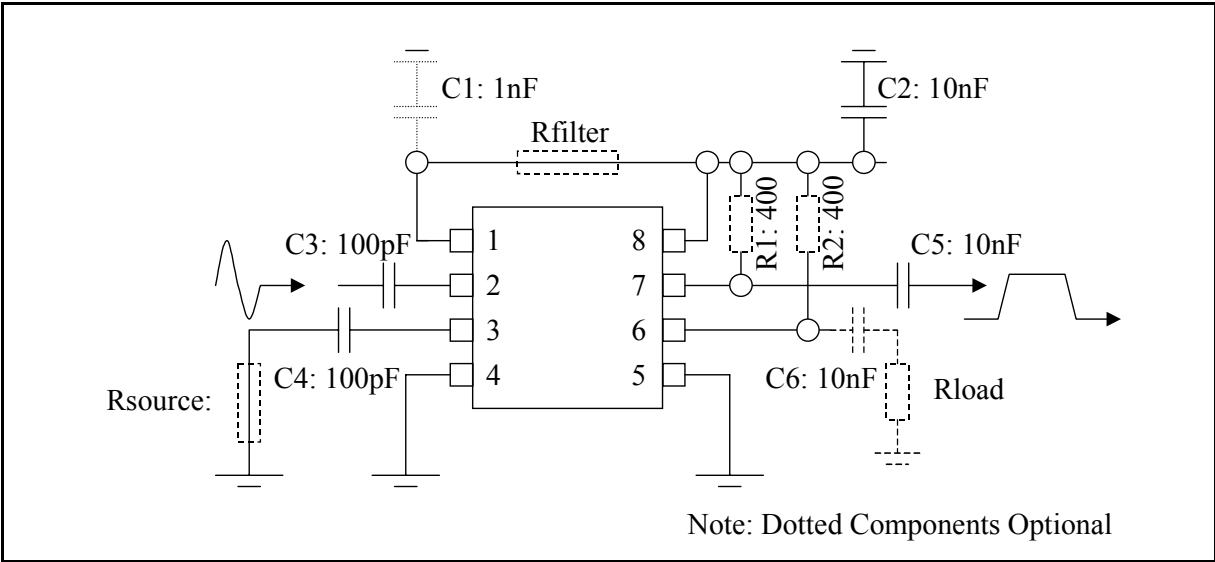 C1: 1nF
C2: 10nF
Rfilter
R1: 400
R2: 400
C3: 100pF
1
8
C5: 10nF
2
7
3
6
C4: 100pF
4
5
C6: 10nF
Rsource:
Rload
Note: Dotted Components Optional